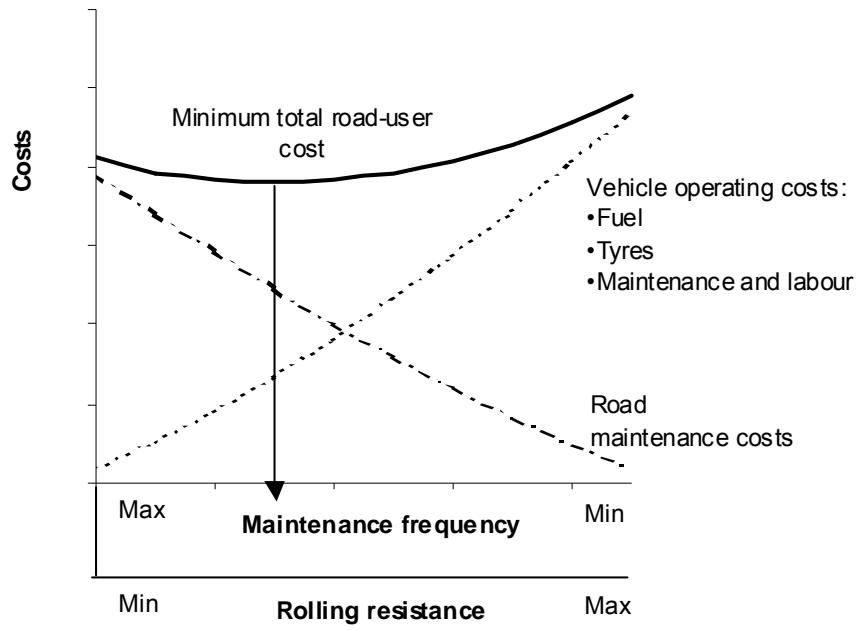 Minimum total road-user
cost
Costs
Vehicle operating costs:
•Fuel
•Tyres
•Maintenance and labour
Road
maintenance costs
Max
Maintenance frequency
Min
Min
Rolling resistance
Max